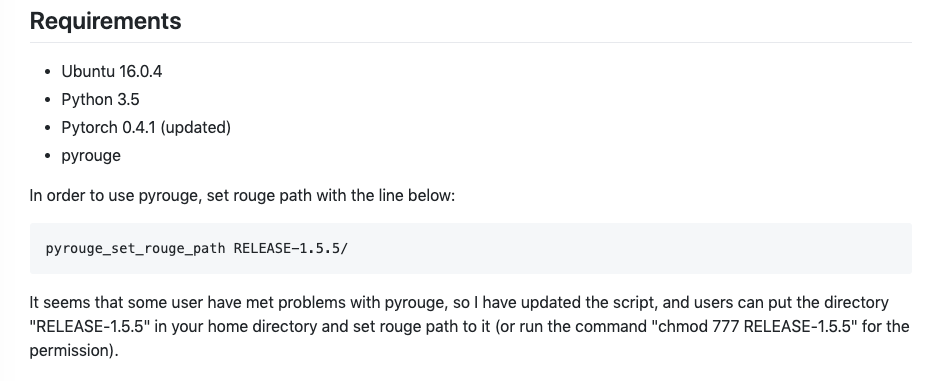 Requirements
• Ubuntu 16.0.4
• Python 3.5
• Pytorch 0.4.1 (updated)
• pyrouge
In order to use pyrouge, set rouge path with the line below:
pyrouge_set_rouge_path RELEASE-1.5.5/
It seems that some user have met problems with pyrouge, so I have updated the script, and users can put the directory
"RELEASE-1.5.5" in your home directory and set rouge path to it (or run the command "chmod 777 RELEASE-1.5.5" for the
permission).